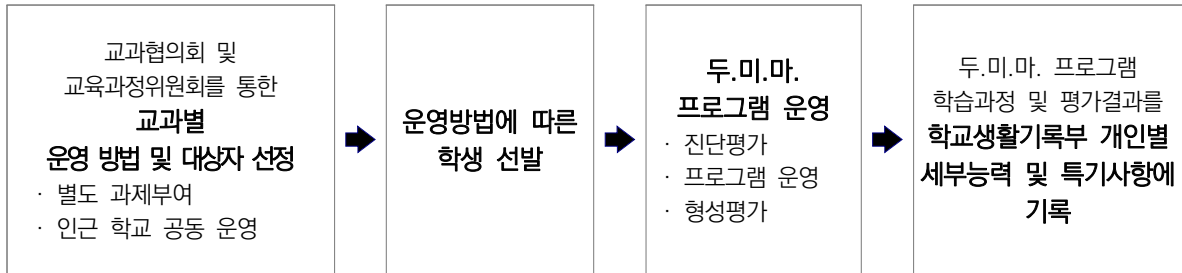 교과협의회 및
교육과정위원회를 통한
교과별
운영 방법 및 대상자 선정
· 별도 과제부여
· 인근 학교 공동 운영
운영방법에 따른
학생 선발
두.미.마.
프로그램 운영
· 진단평가
· 프로그램 운영
· 형성평가
두.미.마. 프로그램
학습과정 및 평가결과를
학교생활기록부 개인별
세부능력 및 특기사항에
기록